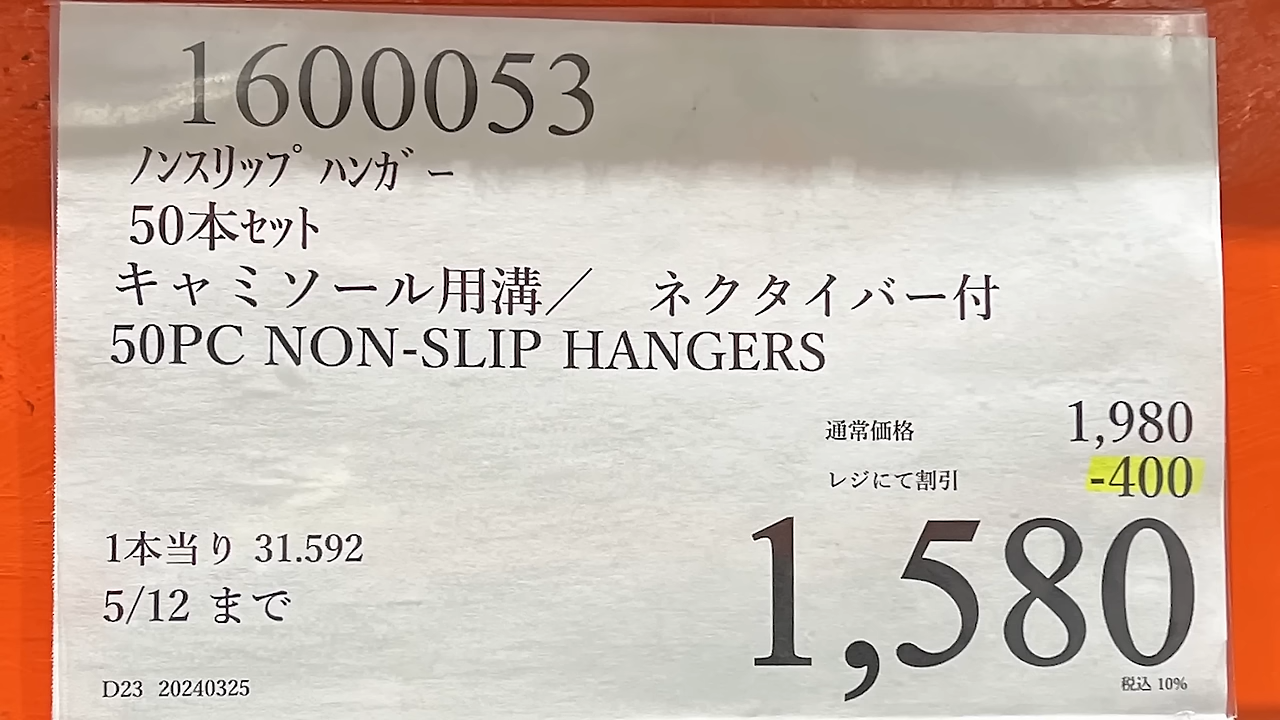 1600053
ﾉﾝｽﾘｯﾌﾟ ﾊﾝｶﾞｰ
50本ｾｯﾄ
キャミソール用溝／　ネクタイバー付
50PC NON-SLIP HANGERS
通常価格 1,980
レジにて割引 -400
1,580
1本当り 31.592
5/12 まで
D23 20240325
税込 10%